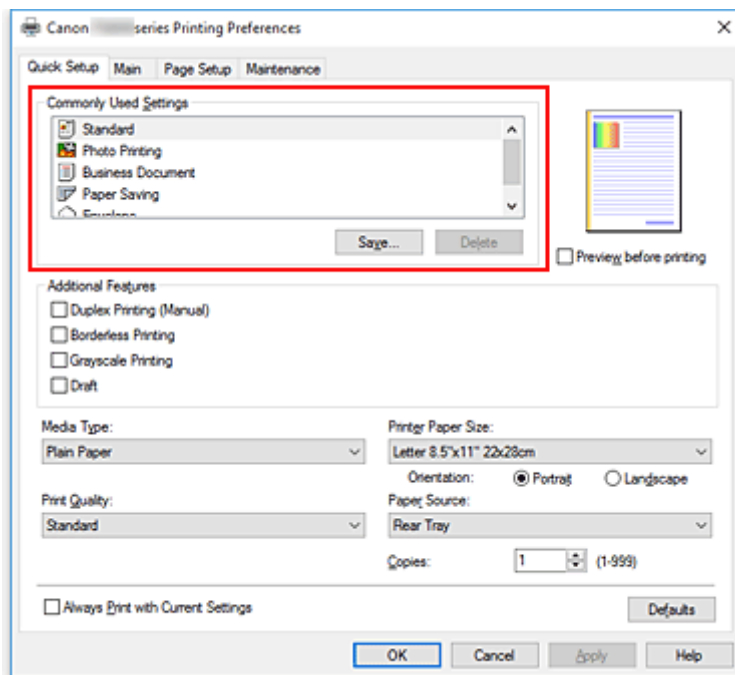 Canon series Printing Preferences
Quick Setup Main Page Setup Maintenance
Commonly Used Settings
Standard
Photo Printing
Business Document
Paper Saving
Envelope
Save... Delete
Preview before printing
Additional Features
Duplex Printing (Manual)
Borderless Printing
Grayscale Printing
Draft
Media Type: Printer Paper Size:
Plain Paper Letter 8.5"x11" 22x28cm
Orientation: Portrait Landscape
Print Quality: Paper Source:
Standard Rear Tray
Copies: 1 (1-999)
Always Print with Current Settings Defaults
OK Cancel Apply Help